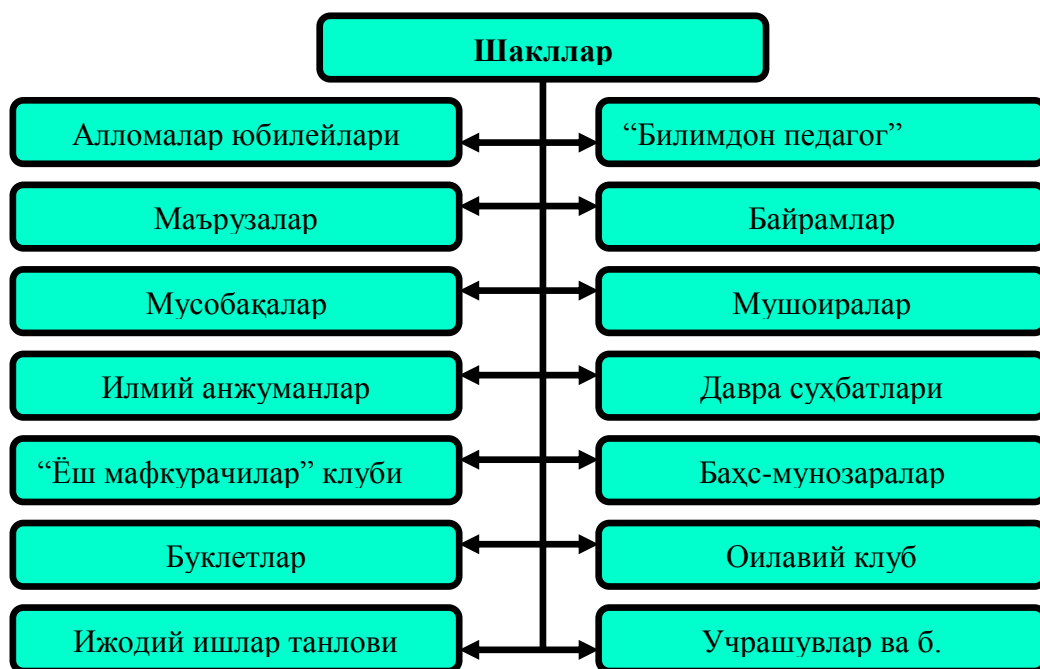 Шакллар
Алломалар юбилейлари
“Билимдон педагог”
Маърузалар
Байрамлар
Мусобақалар
Мушоиралар
Илмий анжуманлар
Давра суҳбатлари
“Ёш мафкурачилар” клуби
Баҳс-мунозаралар
Буклетлар
Оилавий клуб
Ижодий ишлар танлови
Учрашувлар ва б.